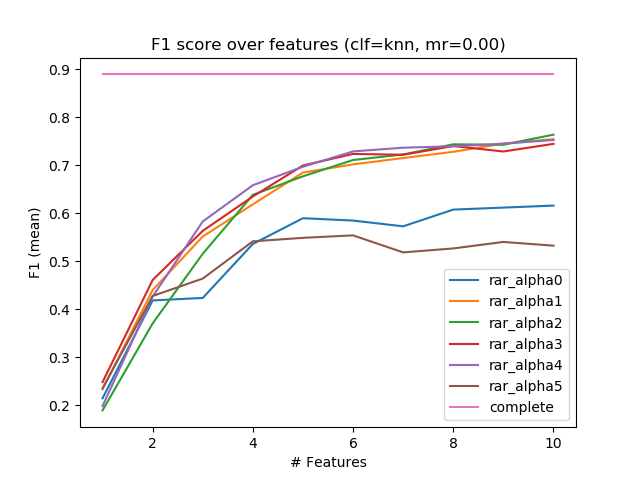 F1 score over features (clf=knn, mr=0.00)
F1 (mean)
0.9
0.8
0.7
0.6
0.5
0.4
0.3
0.2
2
4
6
8
10
# Features
rar_alpha0
rar_alpha1
rar_alpha2
rar_alpha3
rar_alpha4
rar_alpha5
complete